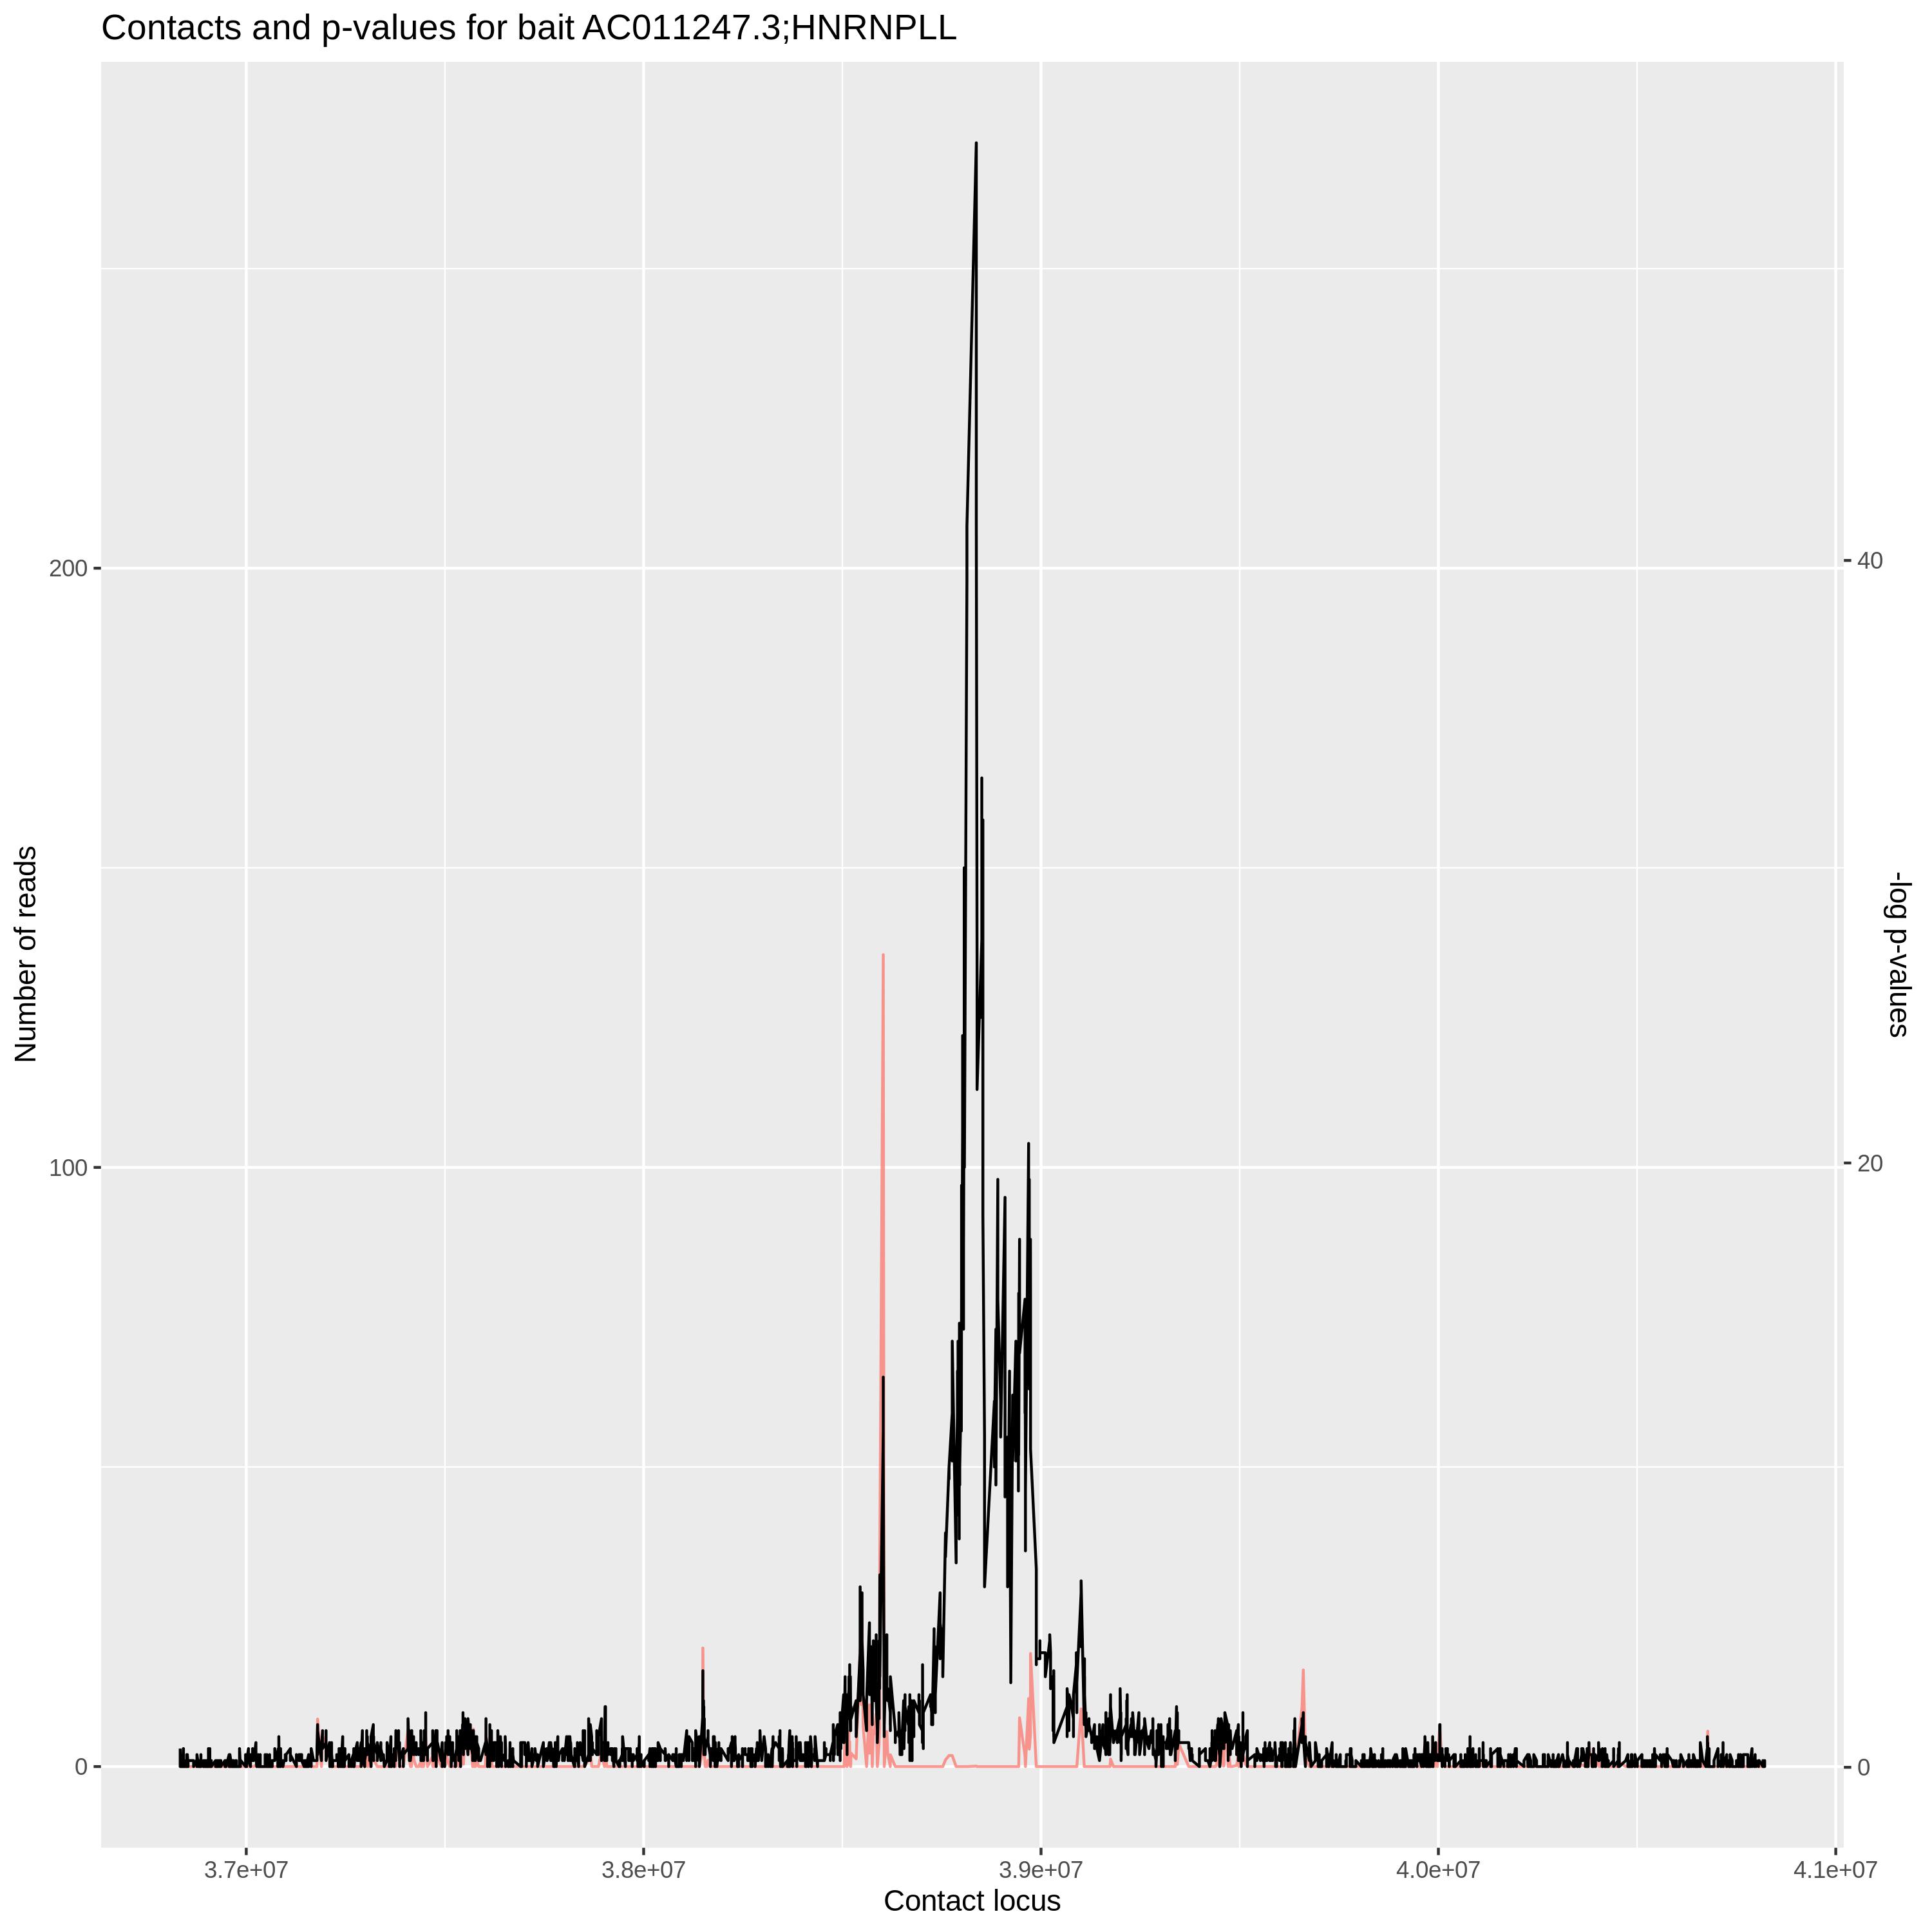 Contacts and p-values for bait AC011247.3;HNRNPLL
Number of reads
200
100
0
40
20
0
-log p-values
3.7e+07
3.8e+07
3.9e+07
4.0e+07
4.1e+07
Contact locus